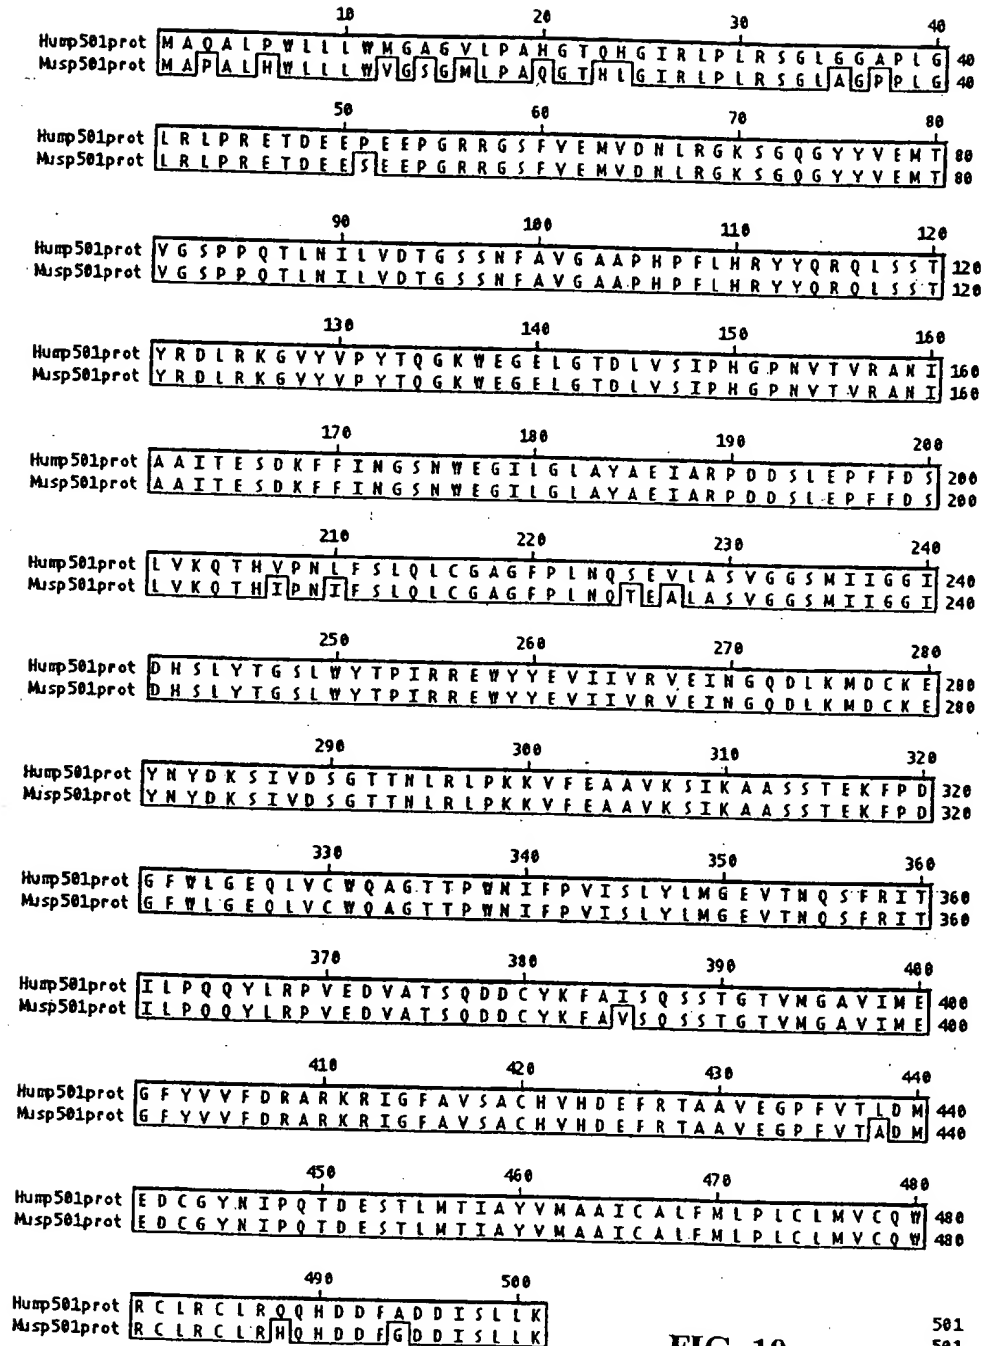 10 20 30 40
Hump501prot M A Q A L P W L L L W M G A G V L P A H G T Q H G I R L P L R S G L G G A P L G 40
Musp501prot M A P A L H W L L L W V G S G M L P A Q G T H L G I R L P L R S G L A G P P L G 40
50 60 70 80
Hump501prot L R L P R E T D E E P E E P G R R G S F V E M V D N L R G K S G Q G Y Y V E M T 80
Musp501prot L R L P R E T D E E S E E P G R R G S F V E M V D N L R G K S G Q G Y Y V E M T 80
90 100 110 120
Hump501prot V G S P P Q T L N I L V D T G S S N F A V G A A P H P F L H R Y Y Q R Q L S S T 120
Musp501prot V G S P P Q T L N I L V D T G S S N F A V G A A P H P F L H R Y Y Q R Q L S S T 120
130 140 150 160
Hump501prot Y R D L R K G V Y V P Y T Q G K W E G E L G T D L V S I P H G P N V T V R A N I 160
Musp501prot Y R D L R K G V Y V P Y T Q G K W E G E L G T D L V S I P H G P N V T V R A N I 160
170 180 190 200
Hump501prot A A I T E S D K F F I N G S N W E G I L G L A Y A E I A R P D D S L E P F F D S 200
Musp501prot A A I T E S D K F F I N G S N W E G I L G L A Y A E I A R P D D S L E P F F D S 200
210 220 230 240
Hump501prot L V K Q T H V P N L F S L Q L C G A G F P L N Q S E V L A S V G G S M I I G G I 240
Musp501prot L V K Q T H I P N I F S L Q L C G A G F P L N Q T E A L A S V G G S M I I G G I 240
250 260 270 280
Hump501prot D H S L Y T G S L W Y T P I R R E W Y Y E V I I V R V E I N G Q D L K M D C K E 280
Musp501prot D H S L Y T G S L W Y T P I R R E W Y Y E V I I V R V E I N G Q D L K M D C K E 280
290 300 310 320
Hump501prot Y N Y D K S I V D S G T T N L R L P K K V F E A A V K S I K A A S S T E K F P D 320
Musp501prot Y N Y D K S I V D S G T T N L R L P K K V F E A A V K S I K A A S S T E K F P D 320
330 340 350 360
Hump501prot G F W L G E Q L V C W Q A G T T P W N I F P V I S L Y L M G E V T N Q S F R I T 360
Musp501prot G F W L G E Q L V C W Q A G T T P W N I F P V I S L Y L M G E V T N Q S F R I T 360
370 380 390 400
Hump501prot I L P Q Q Y L R P V E D V A T S Q D D C Y K F A I S Q S S T G T V M G A V I M E 400
Musp501prot I L P Q Q Y L R P V E D V A T S Q D D C Y K F A V S Q S S T G T V M G A V I M E 400
410 420 430 440
Hump501prot G F Y V V F D R A R K R I G F A V S A C H V H D E F R T A A V E G P F V T L D M 440
Musp501prot G F Y V V F D R A R K R I G F A V S A C H V H D E F R T A A V E G P F V T A D M 440
450 460 470 480
Hump501prot E D C G Y N I P Q T D E S T L M T I A Y V M A A I C A L F M L P L C L M V C Q W 480
Musp501prot E D C G Y N I P Q T D E S T L M T I A Y V M A A I C A L F M L P L C L M V C Q W 480
490 500
Hump501prot R C L R C L R Q Q H D D F A D D I S L L K 501
Musp501prot R C L R C L R H Q H D D F G D D I S L L K 501